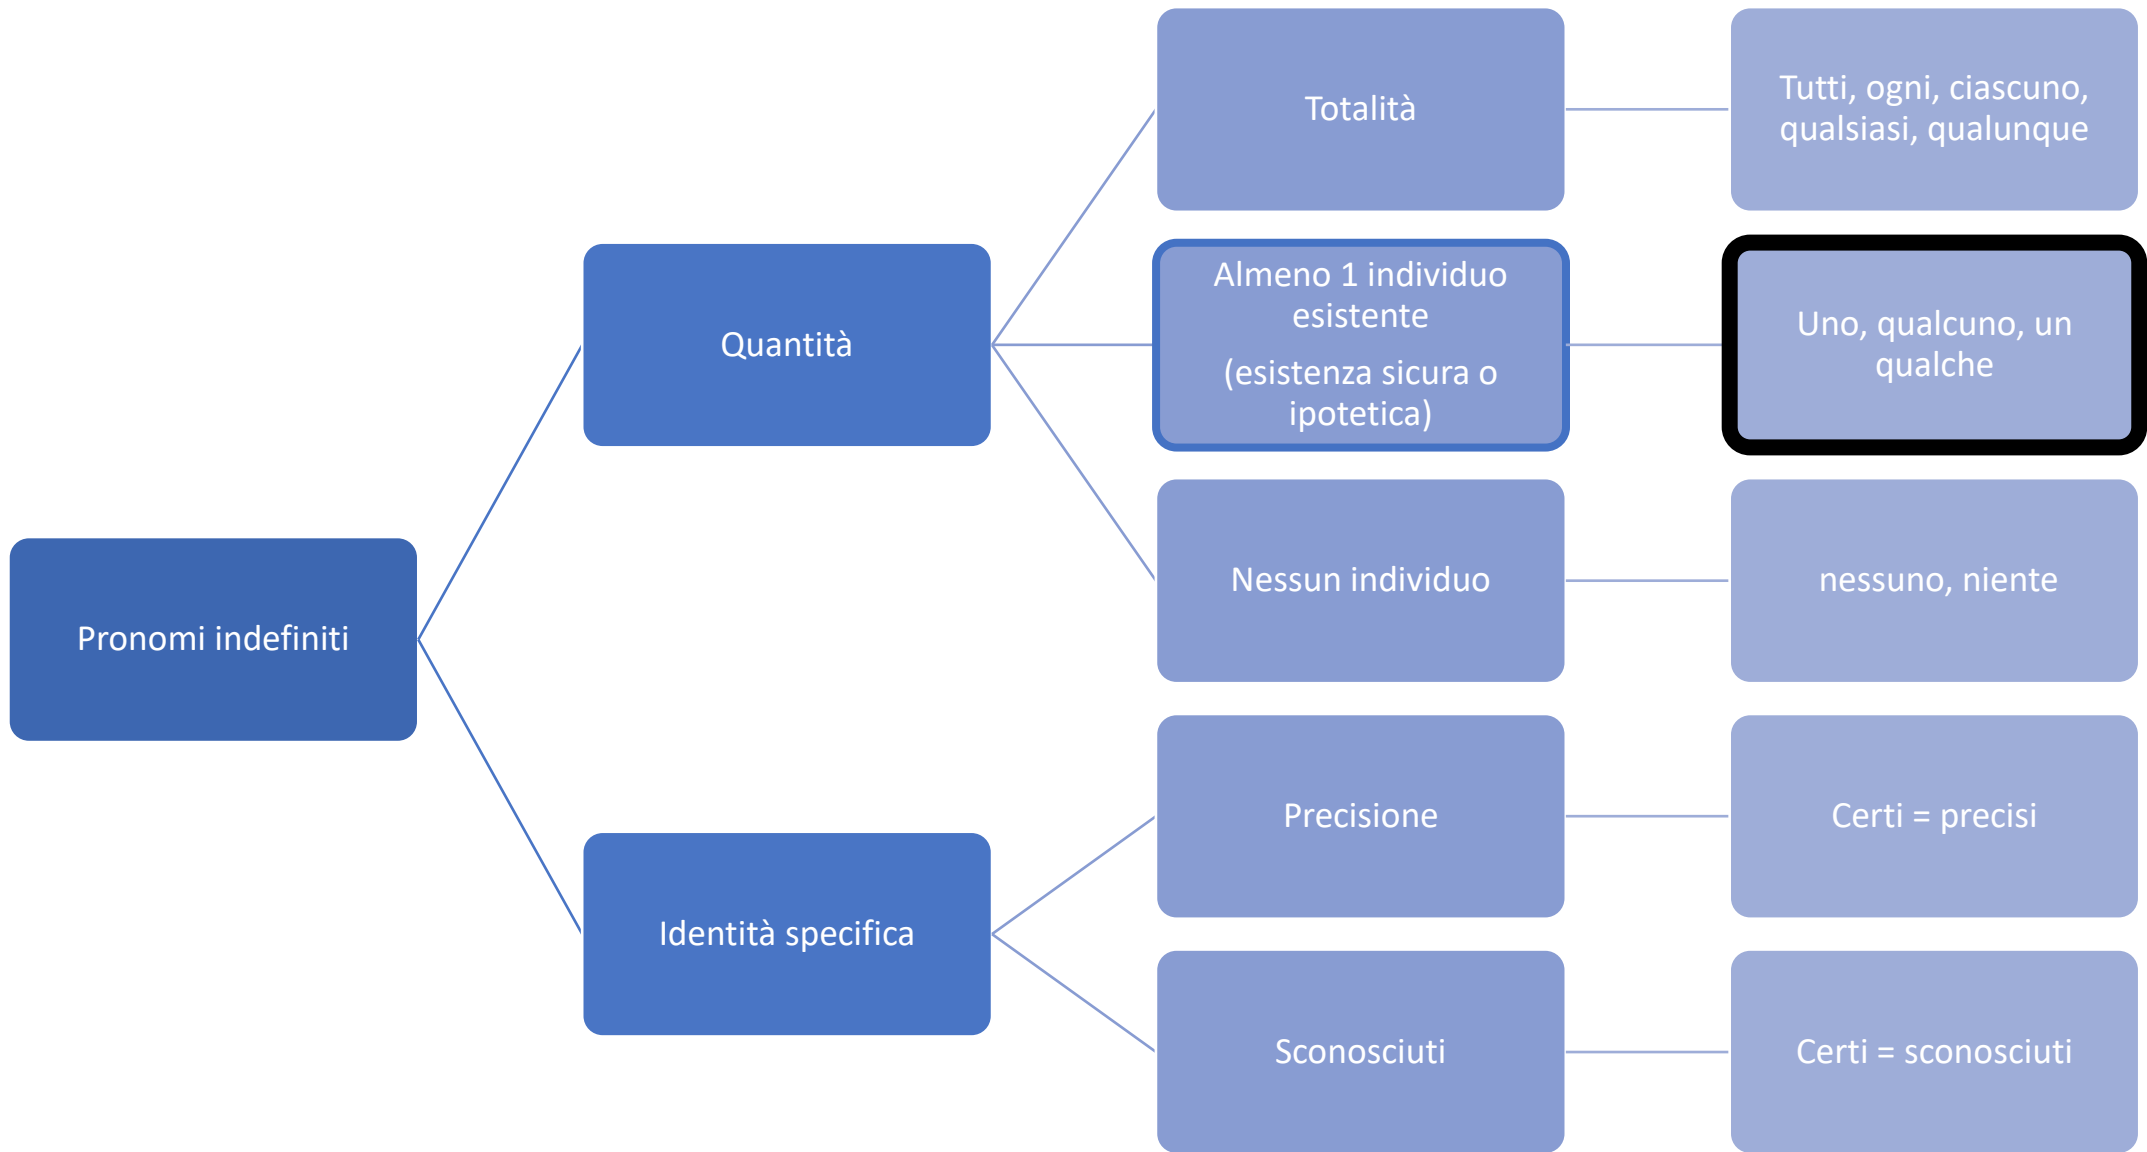 Pronomi indefiniti
Quantità
Totalità
Tutti, ogni, ciascuno,
qualsiasi, qualunque
Almeno 1 individuo
esistente
(esistenza sicura o
ipotetica)
Uno, qualcuno, un
qualche
Nessun individuo
nessuno, niente
Identità specifica
Precisione
Certi = precisi
Sconosciuti
Certi = sconosciuti